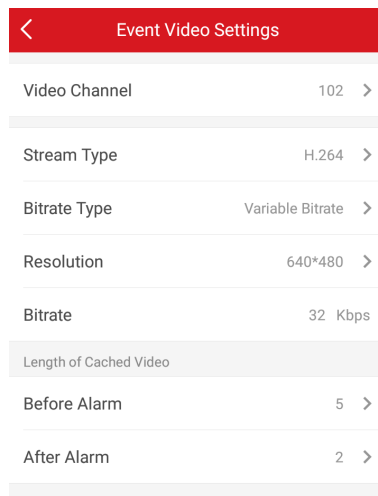 Event Video Settings
Video Channel 102
Stream Type H.264
Bitrate Type Variable Bitrate
Resolution 640*480
Bitrate 32 Kbps
Length of Cached Video
Before Alarm 5
After Alarm 2